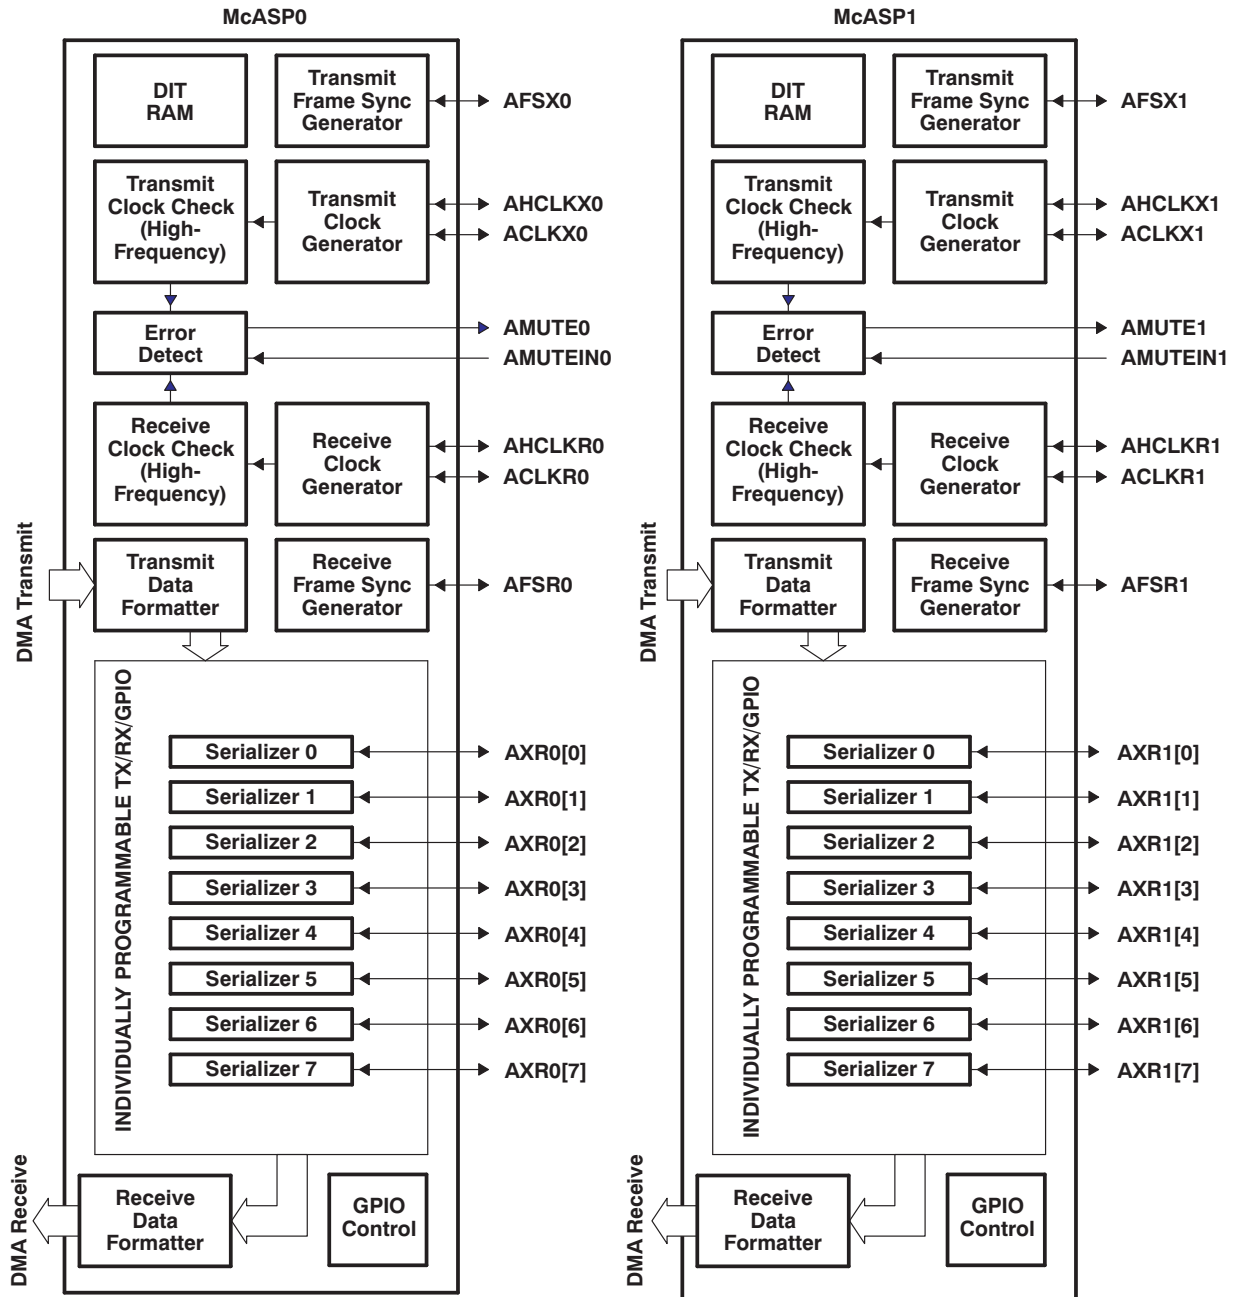 McASP0
DIT
RAM
Transmit
Frame Sync
Generator
AFSX0
Transmit
Clock Check
(High-
Frequency)
Transmit
Clock
Generator
AHCLKX0
ACLKX0
Error
Detect
AMUTE0
AMUTEIN0
Receive
Clock Check
(High-
Frequency)
Receive
Clock
Generator
AHCLKR0
ACLKR0
DMA Transmit
Transmit
Data
Formatter
Receive
Frame Sync
Generator
AFSR0
INDIVIDUALLY PROGRAMMABLE TX/RX/GPIO
Serializer 0
AXR0[0]
Serializer 1
AXR0[1]
Serializer 2
AXR0[2]
Serializer 3
AXR0[3]
Serializer 4
AXR0[4]
Serializer 5
AXR0[5]
Serializer 6
AXR0[6]
Serializer 7
AXR0[7]
DMA Receive
Receive
Data
Formatter
GPIO
Control
McASP1
DIT
RAM
Transmit
Frame Sync
Generator
AFSX1
Transmit
Clock Check
(High-
Frequency)
Transmit
Clock
Generator
AHCLKX1
ACLKX1
Error
Detect
AMUTE1
AMUTEIN1
Receive
Clock Check
(High-
Frequency)
Receive
Clock
Generator
AHCLKR1
ACLKR1
DMA Transmit
Transmit
Data
Formatter
Receive
Frame Sync
Generator
AFSR1
INDIVIDUALLY PROGRAMMABLE TX/RX/GPIO
Serializer 0
AXR1[0]
Serializer 1
AXR1[1]
Serializer 2
AXR1[2]
Serializer 3
AXR1[3]
Serializer 4
AXR1[4]
Serializer 5
AXR1[5]
Serializer 6
AXR1[6]
Serializer 7
AXR1[7]
DMA Receive
Receive
Data
Formatter
GPIO
Control